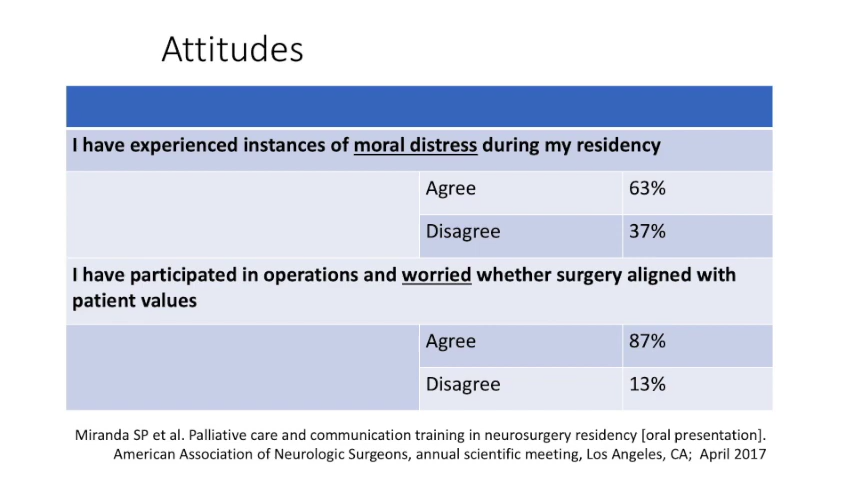 Attitudes
I have experienced instances of moral distress during my residency
Agree 63%
Disagree 37%
I have participated in operations and worried whether surgery aligned with
patient values
Agree 87%
Disagree 13%
Miranda SP et al. Palliative care and communication training in neurosurgery residency [oral presentation].
American Association of Neurologic Surgeons, annual scientific meeting, Los Angeles, CA; April 2017